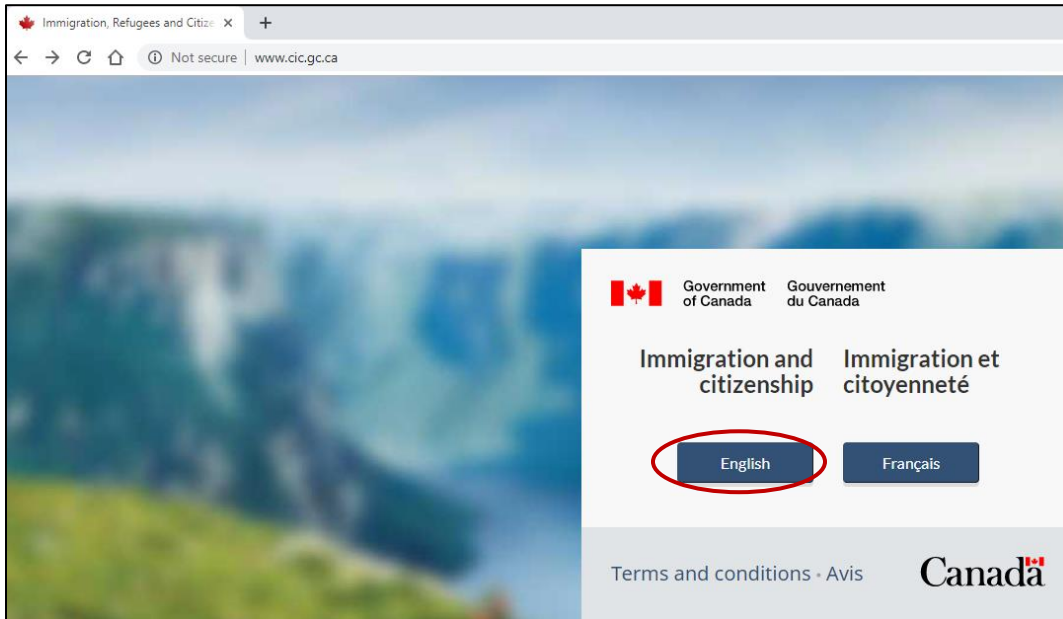 Immigration, Refugees and Citize
Not secure | www.cic.gc.ca
Government of Canada
Gouvernement du Canada
Immigration and citizenship
Immigration et citoyenneté
English
Français
Terms and conditions • Avis
Canada